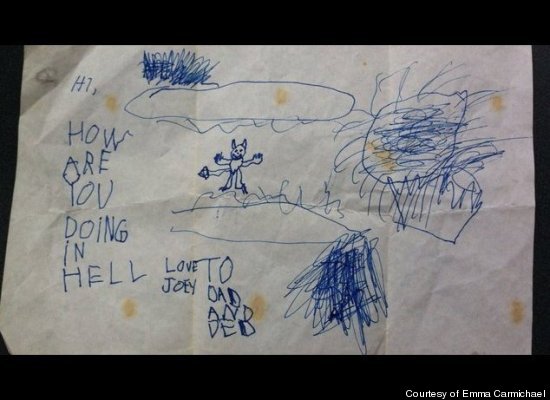 Hi,
HOW
ARE
YOU
DOING
IN
HELL
LOVE
JOEY
TO
DAD
AND
DEB
Courtesy of Emma Carmichael